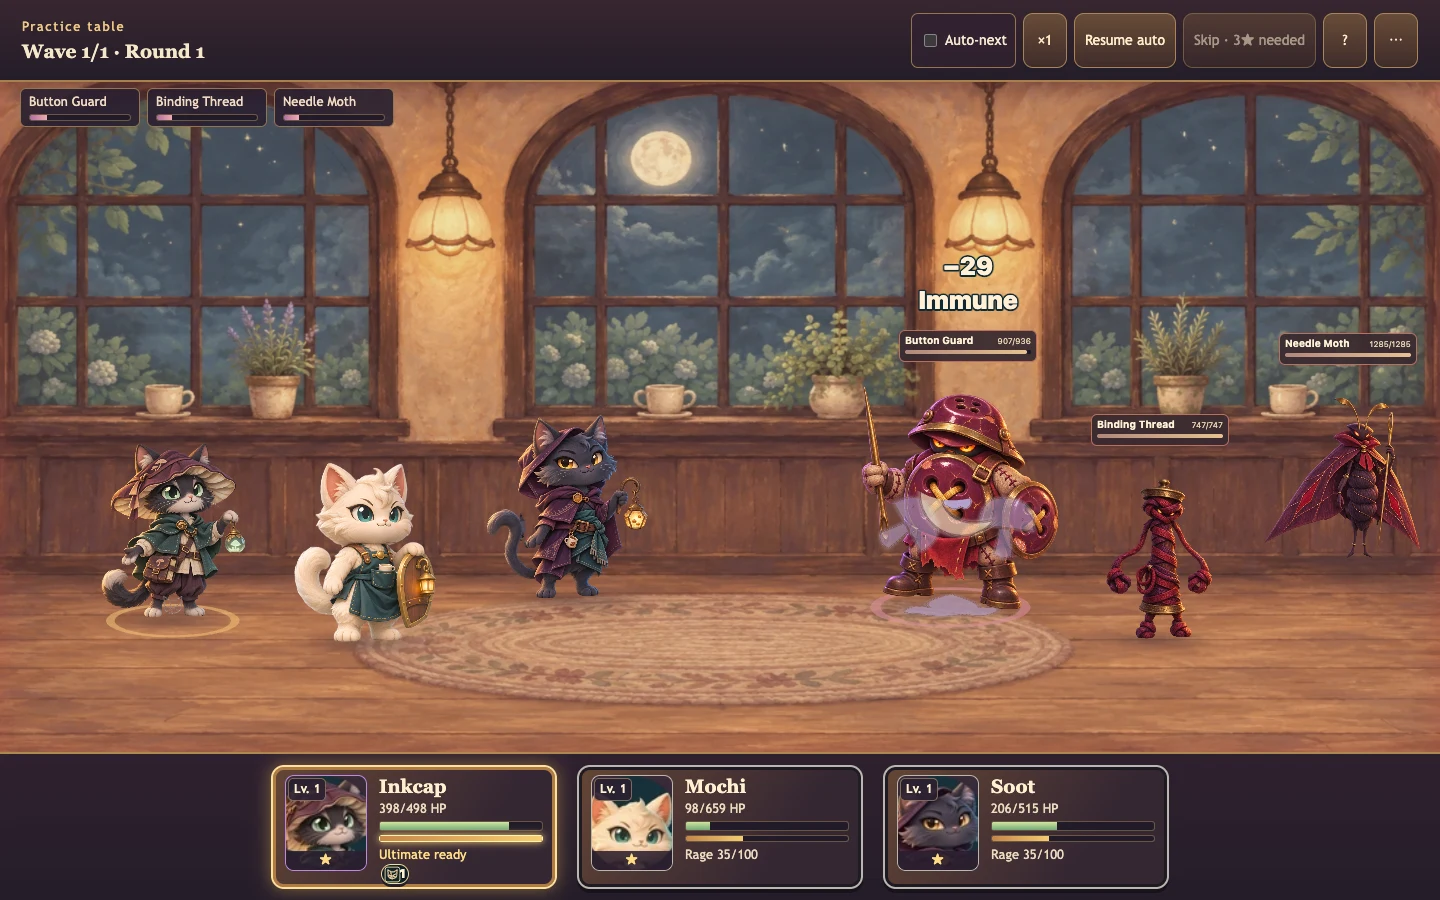 Practice table
Wave 1/1 · Round 1
Auto-next
×1
Resume auto
Skip · 3★ needed
?
...
Button Guard
Binding Thread
Needle Moth
–29
Immune
Button Guard 907/936
Needle Moth 1285/1285
Binding Thread 747/747
Lv. 1
Inkcap
398/498 HP
Ultimate ready
1
Lv. 1
Mochi
98/659 HP
Rage 35/100
Lv. 1
Soot
206/515 HP
Rage 35/100